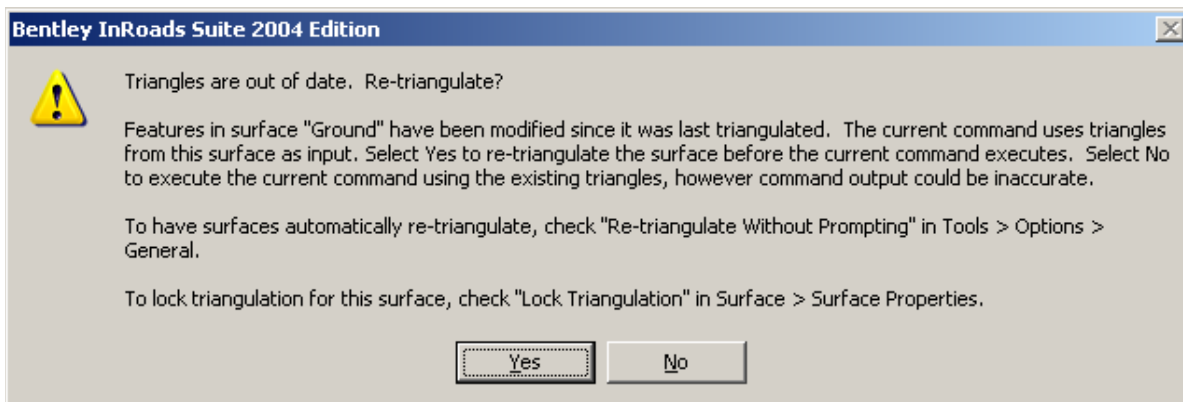 Bentley InRoads Suite 2004 Edition
Triangles are out of date.  Re-triangulate?
Features in surface "Ground" have been modified since it was last triangulated.  The current command uses triangles
from this surface as input. Select Yes to re-triangulate the surface before the current command executes.  Select No
to execute the current command using the existing triangles, however command output could be inaccurate.
To have surfaces automatically re-triangulate, check "Re-triangulate Without Prompting" in Tools > Options >
General.
To lock triangulation for this surface, check "Lock Triangulation" in Surface > Surface Properties.
Yes
No